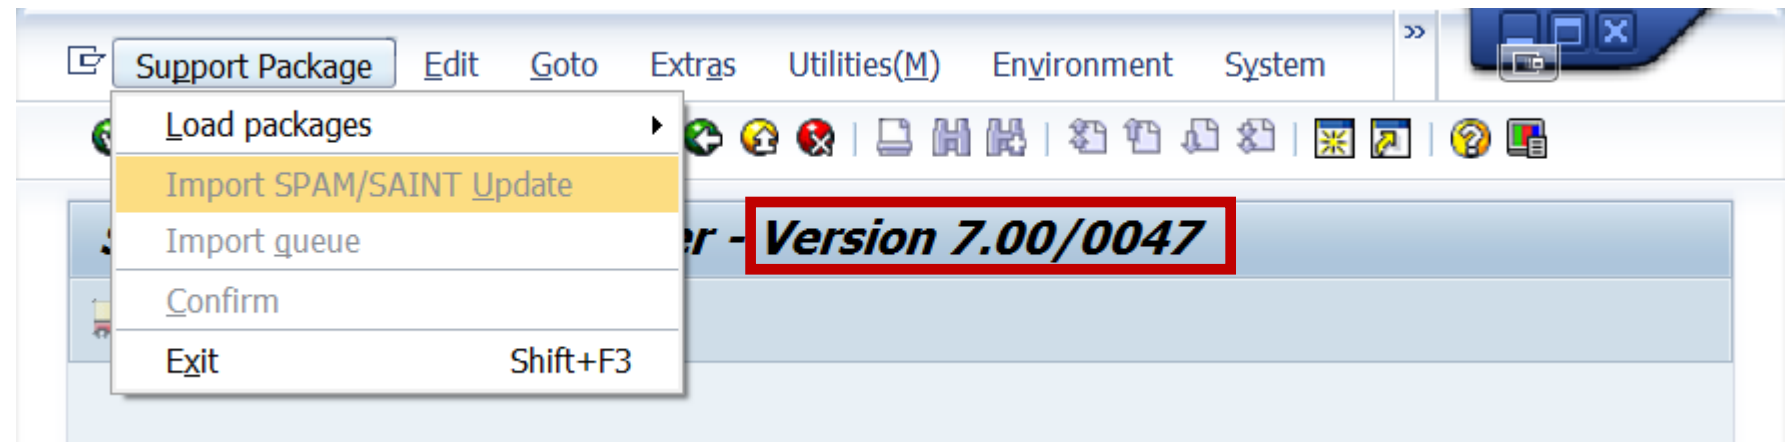 Support Package Edit Goto Extras Utilities(M) Environment System »
Load packages
Import SPAM/SAINT Update
Import queue
er - Version 7.00/0047
Confirm
Exit Shift+F3